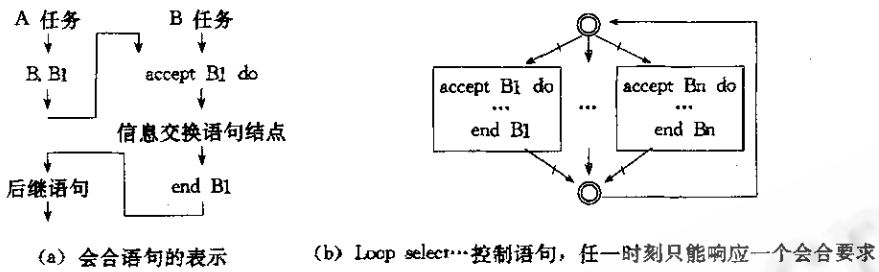 A 任务 B 任务
B. B1 accept B1 do
信息交换语句结点
后继语句 end B1
(a) 会合语句的表示
accept B1 do
...
end B1
...
accept Bn do
...
end Bn
(b) Loop select…控制语句，任一时刻只能响应一个会合要求